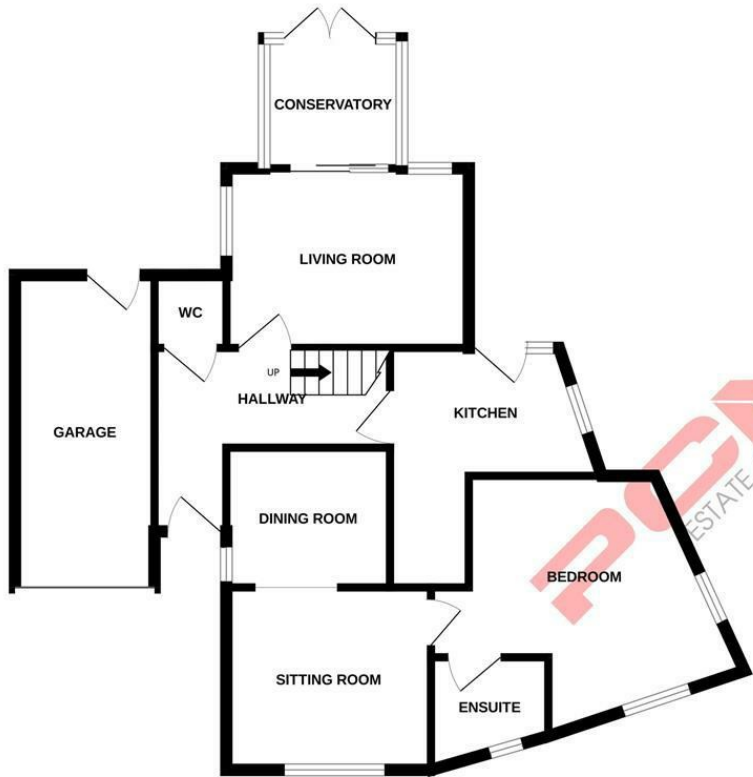 CONSERVATORY
LIVING ROOM
WC
UP
HALLWAY
KITCHEN
GARAGE
DINING ROOM
BEDROOM
SITTING ROOM
ENSUITE
ESTATE